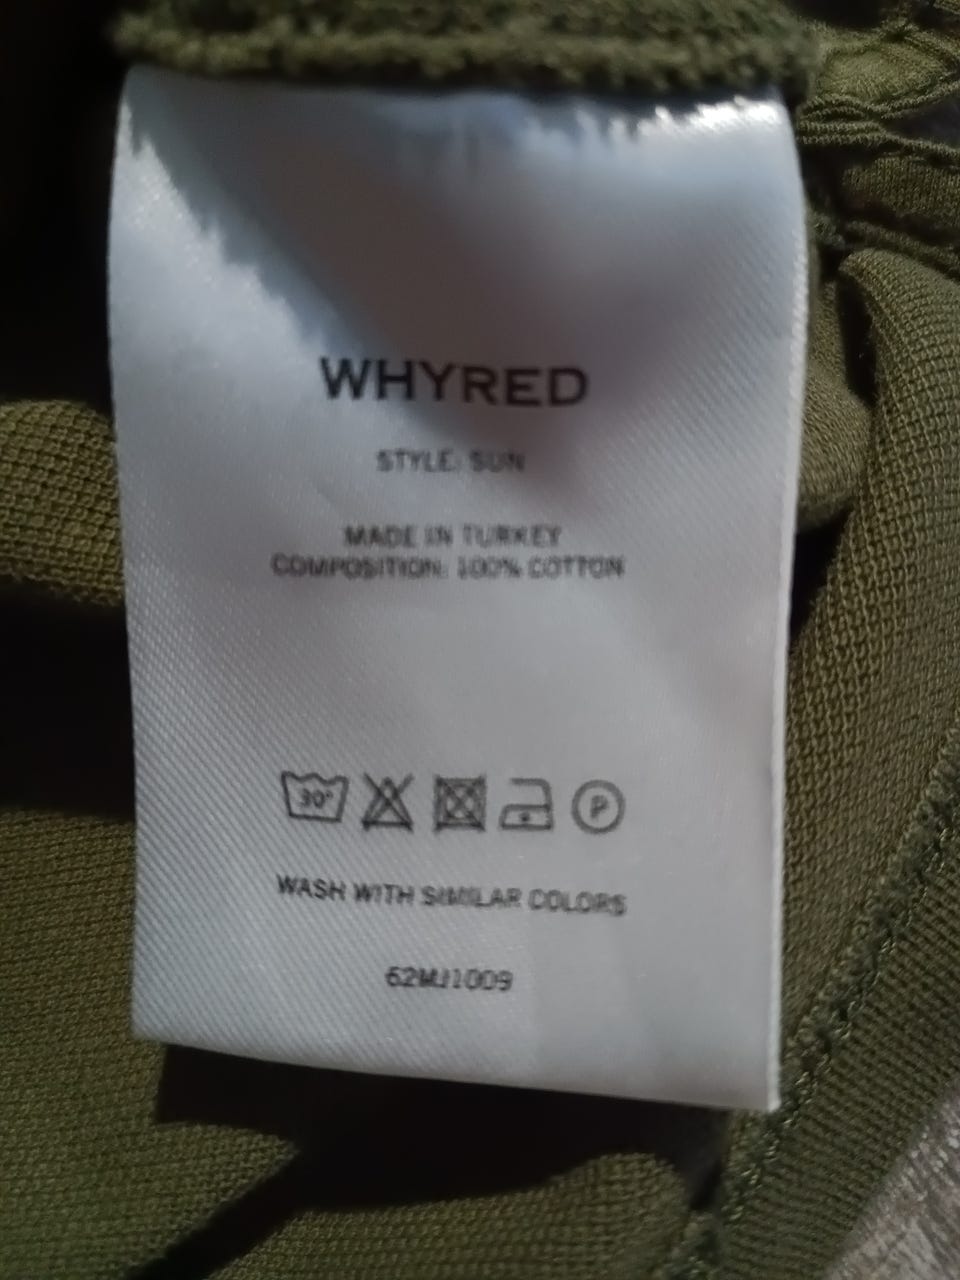 WHYRED
STYLE: SUN
MADE IN TURKEY
COMPOSITION: 100% COTTON
30°
P
WASH WITH SIMILAR COLORS
62MJ1009